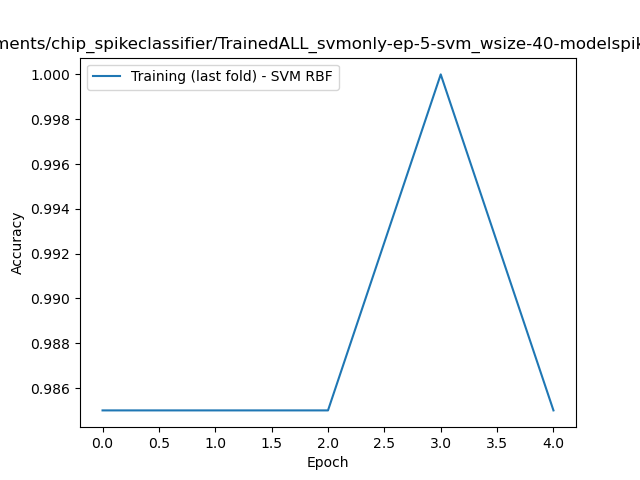 ments/chip_spikeclassifier/TrainedALL_svmonly-ep-5-svm_wsize-40-modelspik
Training (last fold) - SVM RBF
1.000
0.998
0.996
0.994
0.992
0.990
0.988
0.986
Accuracy
0.0 0.5 1.0 1.5 2.0 2.5 3.0 3.5 4.0
Epoch